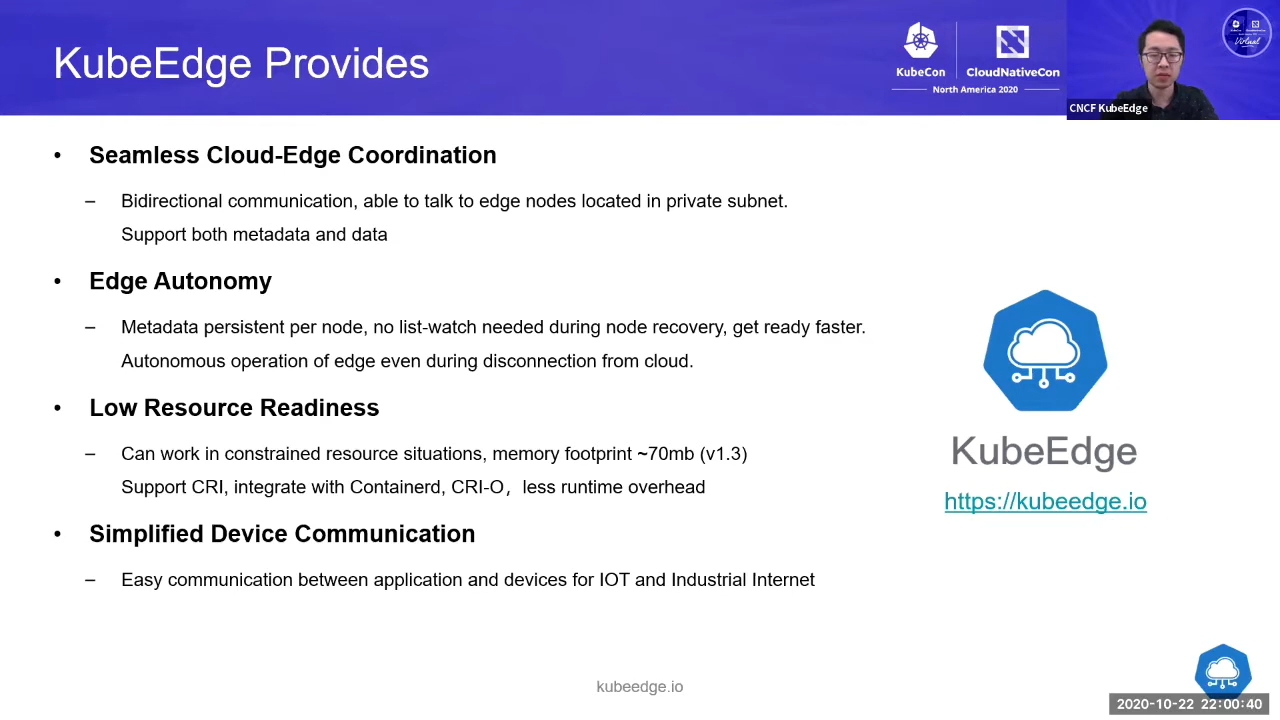 KubeEdge Provides
KubeCon
CloudNativeCon
North America 2020
Virtual
CNCF KubeEdge
• Seamless Cloud-Edge Coordination
– Bidirectional communication, able to talk to edge nodes located in private subnet.
Support both metadata and data
• Edge Autonomy
– Metadata persistent per node, no list-watch needed during node recovery, get ready faster.
Autonomous operation of edge even during disconnection from cloud.
• Low Resource Readiness
– Can work in constrained resource situations, memory footprint ~70mb (v1.3)
Support CRI, integrate with Containerd, CRI-O， less runtime overhead
• Simplified Device Communication
– Easy communication between application and devices for IOT and Industrial Internet
KubeEdge
https://kubeedge.io
kubeedge.io
2020-10-22 22:00:40